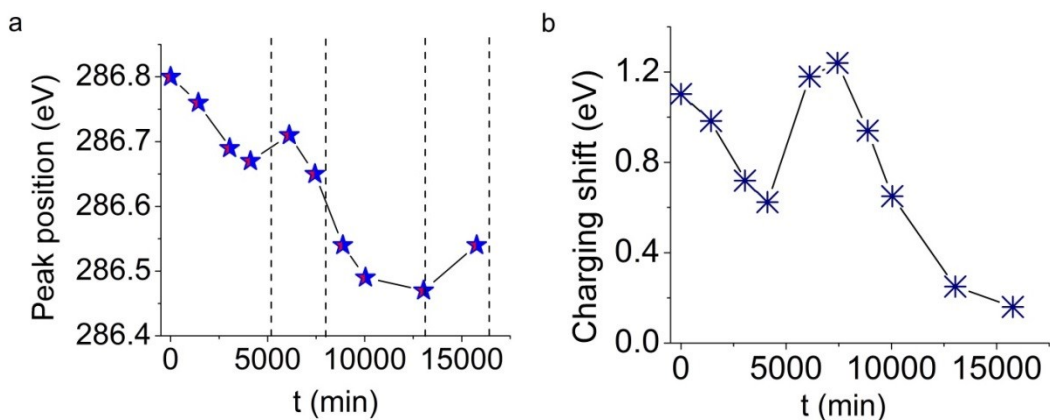 a
286.8
286.7
286.6
286.5
286.4
Peak position (eV)
0 5000 10000 15000
t (min)
b
1.2
0.8
0.4
0.0
Charging shift (eV)
0 5000 10000 15000
t (min)